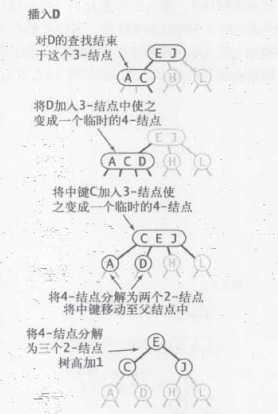 插入D
对D的查找结束
于这个3-结点
E J
A C
H
L
将D加入3-结点中使之
变成一个临时的4-结点
E J
A C D
H
L
将中键C加入3-结点使
之变成一个临时的4-结点
C E J
A
D
H
L
将4-结点分解为两个2-结点
将中键移动至父结点中
将4-结点分解
为三个2-结点
树高加1
E
C
J
A
D
H
L